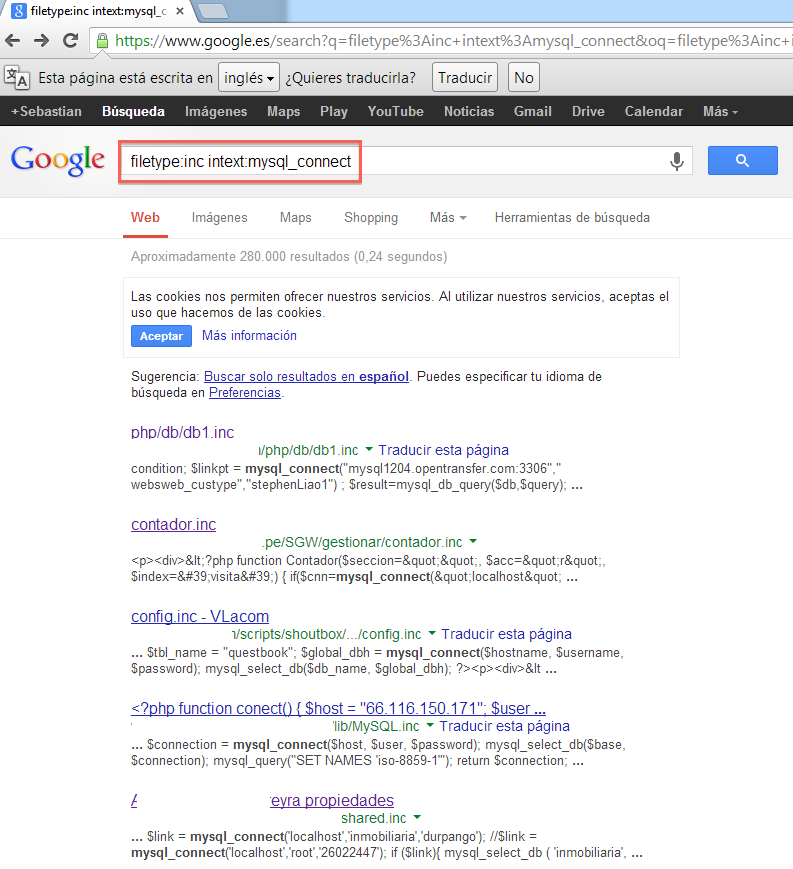 filetype:inc intext:mysql_c
https://www.google.es/search?q=filetype%3Ainc+intext%3Amysql_connect&oq=filetype%3Ainc+i
Esta página está escrita en inglés ¿Quieres traducirla? Traducir No
+Sebastian Búsqueda Imágenes Maps Play YouTube Noticias Gmail Drive Calendar Más
Google filetype:inc intext:mysql_connect
Web Imágenes Maps Shopping Más Herramientas de búsqueda
Aproximadamente 280.000 resultados (0,24 segundos)
Las cookies nos permiten ofrecer nuestros servicios. Al utilizar nuestros servicios, aceptas el
uso que hacemos de las cookies.
Aceptar Más información
Sugerencia: Buscar solo resultados en español. Puedes especificar tu idioma de
búsqueda en Preferencias.
php/db/db1.inc
/php/db/db1.inc Traducir esta página
condition; $linkpt = mysql_connect("mysql1204.opentransfer.com:3306","
websweb_custype","stephenLiao1") ; $result=mysql_db_query($db,$query); ...
contador.inc
.pe/SGW/gestionar/contador.inc
<p><div>&lt;?php function Contador($seccion=&quot;&quot;, $acc=&quot;r&quot;,
$index=&#39;visita&#39;) { if($cnn=mysql_connect(&quot;localhost&quot; ...
config.inc - VLacom
/scripts/shoutbox/.../config.inc Traducir esta página
... $tbl_name = "questbook"; $global_dbh = mysql_connect($hostname, $username,
$password); mysql_select_db($db_name, $global_dbh); ?><p><div>&lt ...
<?php function conect() { $host = "66.116.150.171"; $user ...
/lib/MySQL.inc Traducir esta página
... $connection = mysql_connect($host, $user, $password); mysql_select_db($base,
$connection); mysql_query("SET NAMES 'iso-8859-1'"); return $connection; ...
eyra propiedades
shared.inc
... $link = mysql_connect('localhost','inmobiliaria','durpango'); //$link =
mysql_connect('localhost','root','26022447'); if ($link){ mysql_select_db ( 'inmobiliaria', ...